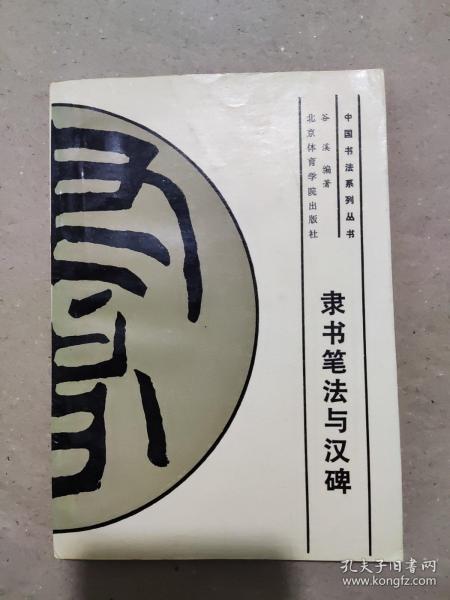 中国书法系列丛书
谷溪 编著
北京体育学院出版社
隶书笔法与汉碑
孔夫子旧书网
www.kongfz.com